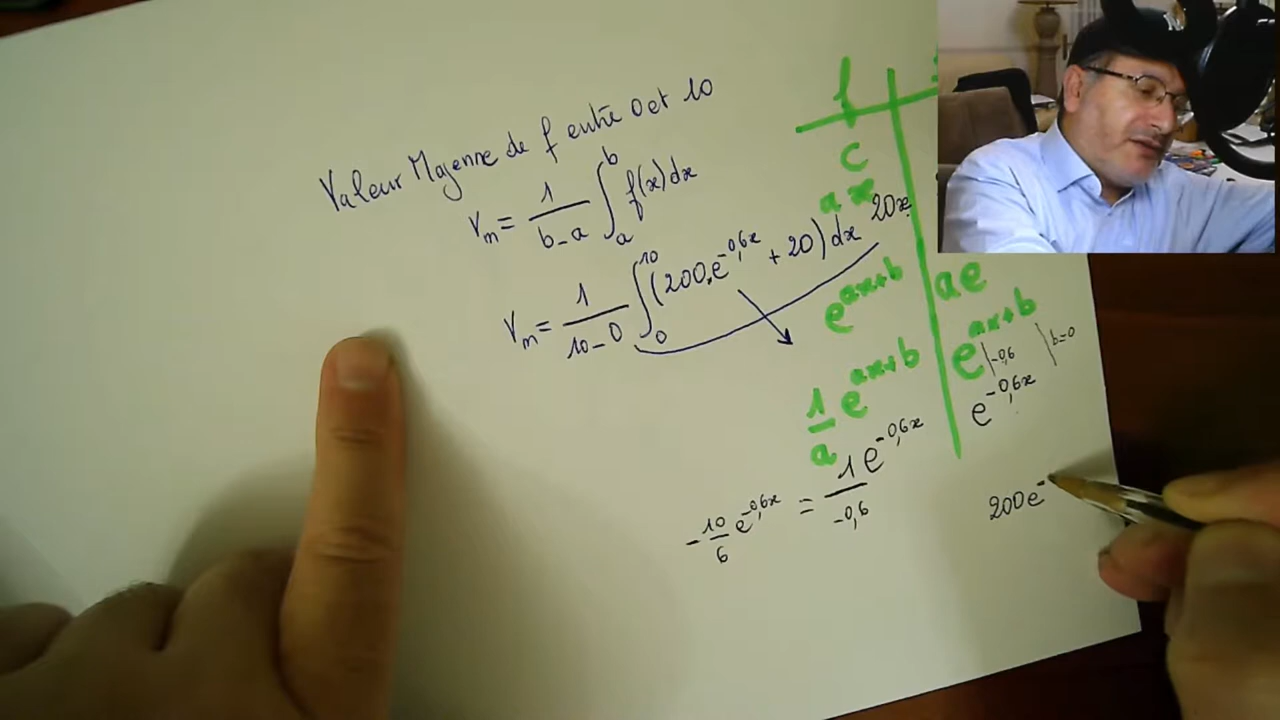 Valeur Moyenne de f entre 0 et 10
Vm = 1/(b-a) ∫_a^b f(x)dx
Vm = 1/(10-0) ∫_0^10 (200.e^(-0,6x) + 20) dx
20x
f
c
ax
e^(ax+b) | ae^(ax+b)
|-0,6 |b=0
1/a e^(ax+b) | e^(-0,6x)
-10/6 e^(-0,6x) = 1/(-0,6) e^(-0,6x)
200e^-